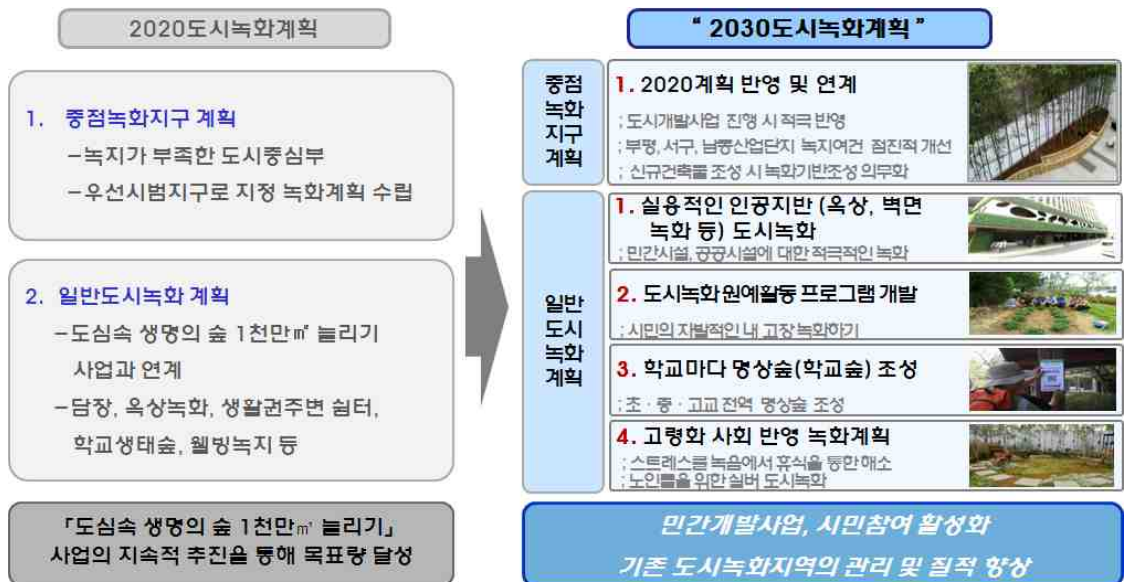 2020도시녹화계획
1. 중점녹화지구 계획
–녹지가 부족한 도시중심부
–우선시범지구로 지정 녹화계획 수립
2. 일반도시녹화 계획
–도심속 생명의 숲 1천만㎡ 늘리기
사업과 연계
–담장, 옥상녹화, 생활권주변 쉼터,
학교생태숲, 웰빙녹지 등
「도심속 생명의 숲 1천만㎡ 늘리기」
사업의 지속적 추진을 통해 목표량 달성
“ 2030도시녹화계획 ”
중점
녹화
지구
계획
1. 2020계획 반영 및 연계
; 도시개발사업 진행 시 적극 반영
; 부평, 서구, 남동산업단지 녹지여건 점진적 개선
; 신규건축물 조성 시 녹화기반조성 의무화
일반
도시
녹화
계획
1. 실용적인 인공지반 (옥상, 벽면
녹화 등) 도시녹화
; 민간시설, 공공시설에 대한 적극적인 녹화
2. 도시녹화 원예활동 프로그램 개발
; 시민의 자발적인 내 고장 녹화하기
3. 학교마다 명상숲(학교숲) 조성
; 초 · 중 · 고교 전역 명상숲 조성
4. 고령화 사회 반영 녹화계획
; 스트레스를 녹음에서 휴식을 통한 해소
; 노인들을 위한 실버 도시녹화
민간개발사업, 시민참여 활성화
기존 도시녹화지역의 관리 및 질적 향상